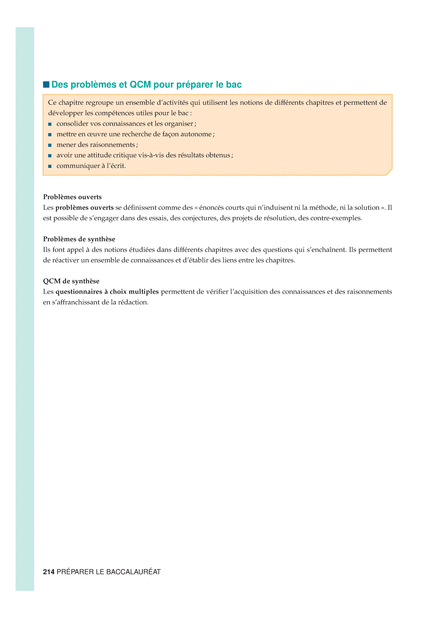 Des problèmes et QCM pour préparer le bac
Ce chapitre regroupe un ensemble d'activités qui utilisent les notions de différents chapitres et permettent de
développer les compétences utiles pour le bac :
consolider vos connaissances et les organiser ;
mettre en œuvre une recherche de façon autonome ;
mener des raisonnements ;
avoir une attitude critique vis-à-vis des résultats obtenus ;
communiquer à l'écrit.
Problèmes ouverts
Les problèmes ouverts se définissent comme des « énoncés courts qui n'induisent ni la méthode, ni la solution ». Il
est possible de s'engager dans des essais, des conjectures, des projets de résolution, des contre-exemples.
Problèmes de synthèse
Ils font appel à des notions étudiées dans différents chapitres avec des questions qui s'enchaînent. Ils permettent
de réactiver un ensemble de connaissances et d'établir des liens entre les chapitres.
QCM de synthèse
Les questionnaires à choix multiples permettent de vérifier l'acquisition des connaissances et des raisonnements
en s'affranchissant de la rédaction.
214 PRÉPARER LE BACCALAURÉAT